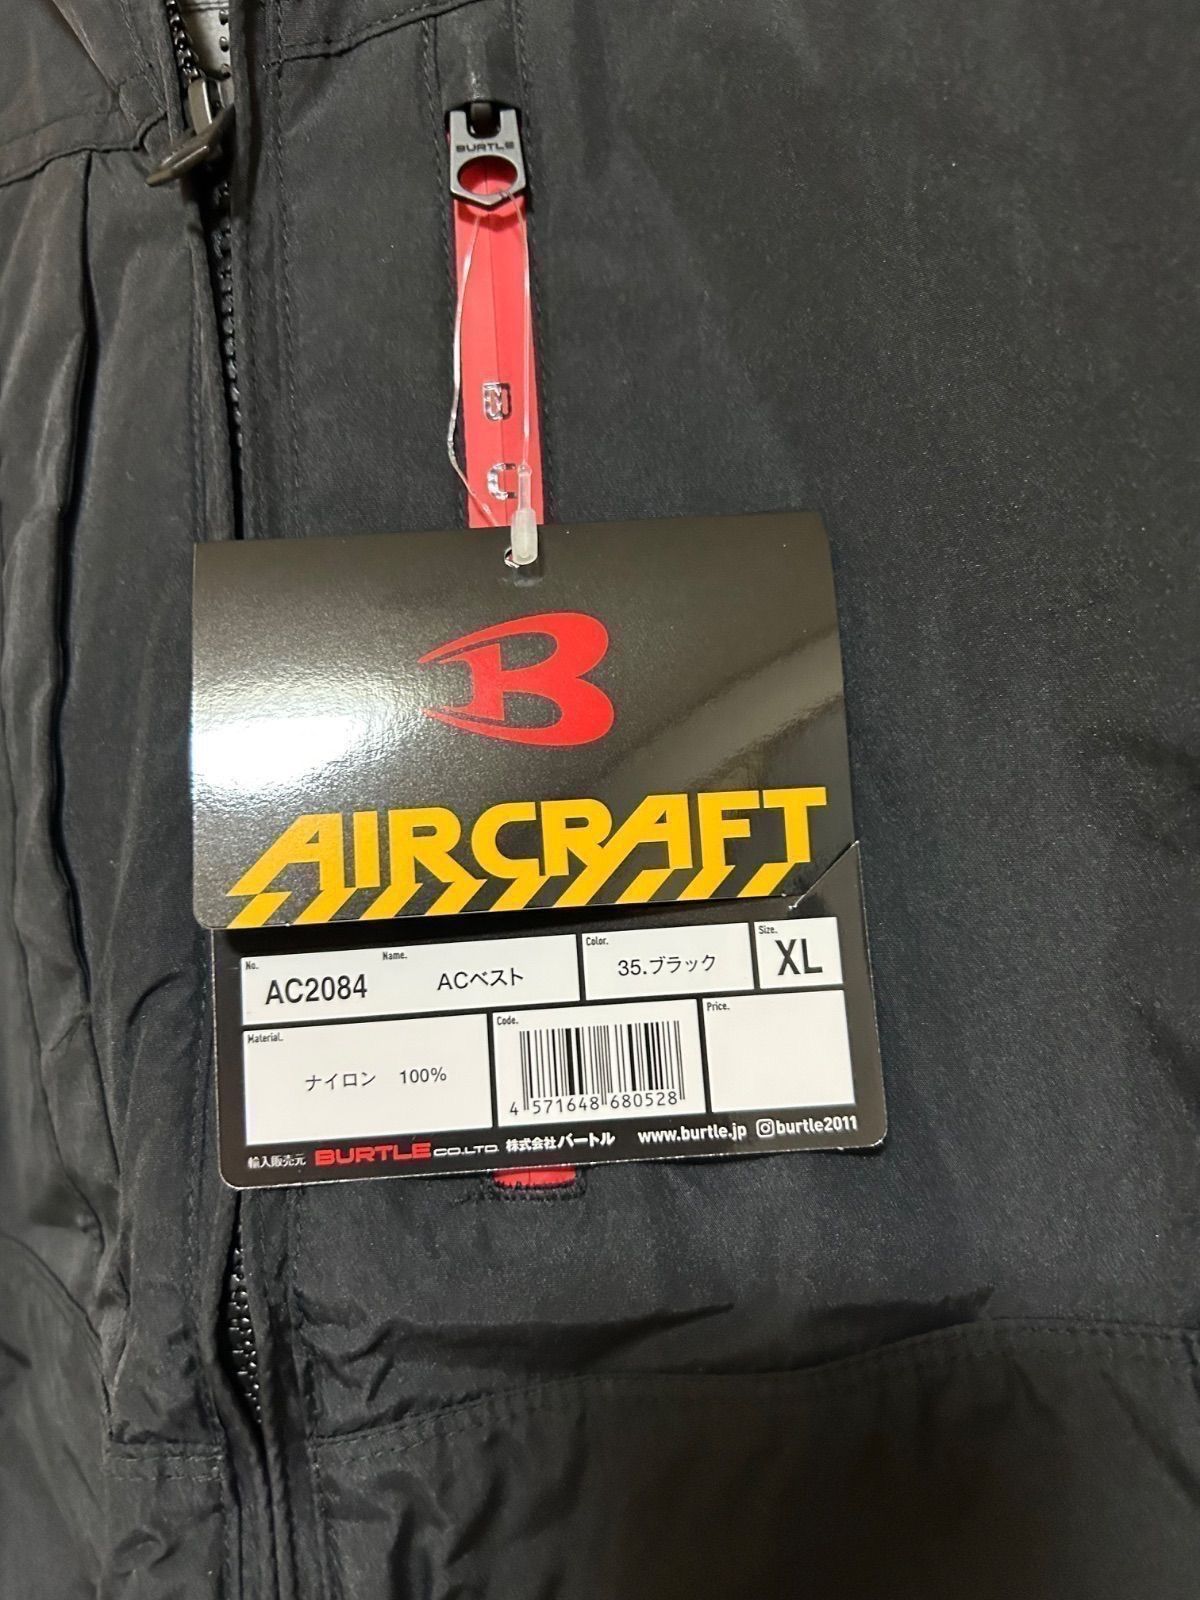 BURTLE
B
AIRCRAFT
No.
AC2084
Name.
ACベスト
Color.
35.ブラック
Size.
XL
Material.
ナイロン 100%
Code.
4 571648 680528
Price.
輸入販売元 BURTLE CO.LTD. 株式会社バートル www.burtle.jp burtle2011